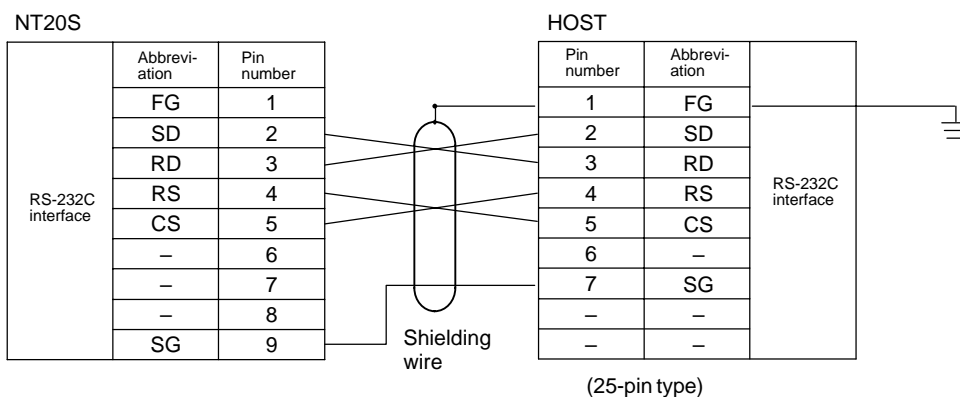 NT20S
HOST
Abbrevi-
ation
Pin
number
FG 1
SD 2
RD 3
RS 4
CS 5
– 6
– 7
– 8
SG 9
RS-232C
interface
Shielding
wire
Pin
number
Abbrevi-
ation
1 FG
2 SD
3 RD
4 RS
5 CS
6 –
7 SG
– –
– –
RS-232C
interface
(25-pin type)